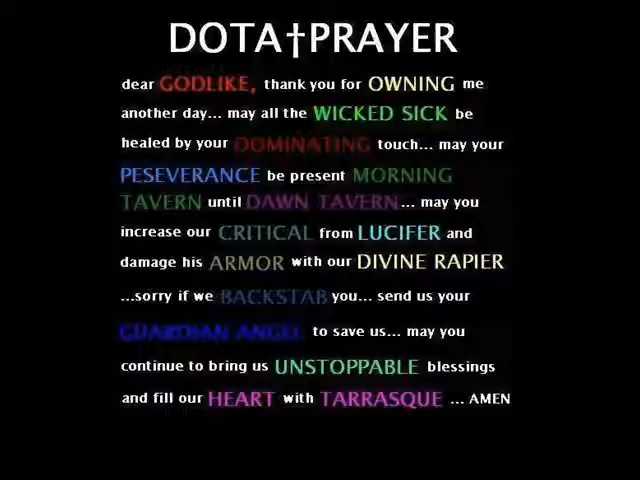 DOTA†PRAYER
dear GODLIKE, thank you for OWNING me
another day... may all the WICKED SICK be
healed by your DOMINATING touch... may your
PESEVERANCE be present MORNING
TAVERN until DAWN TAVERN... may you
increase our CRITICAL from LUCIFER and
damage his ARMOR with our DIVINE RAPIER
...sorry if we BACKSTAB you... send us your
GUARDIAN ANGEL to save us... may you
continue to bring us UNSTOPPABLE blessings
and fill our HEART with TARRASQUE ... AMEN